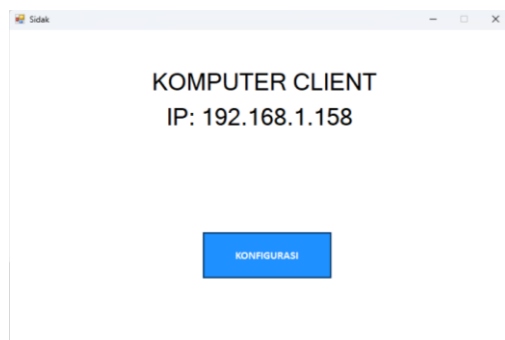 Sidak
KOMPUTER CLIENT
IP: 192.168.1.158
KONFIGURASI